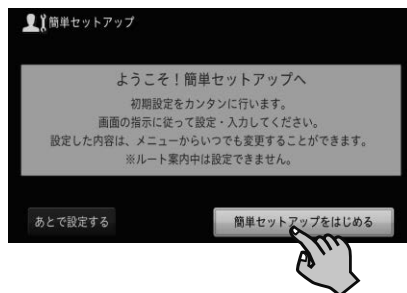 簡単セットアップ
ようこそ！簡単セットアップへ
初期設定をカンタンに行います。
画面の指示に従って設定・入力してください。
設定した内容は、メニューからいつでも変更することができます。
※ルート案内中は設定できません。
あとで設定する
簡単セットアップをはじめる